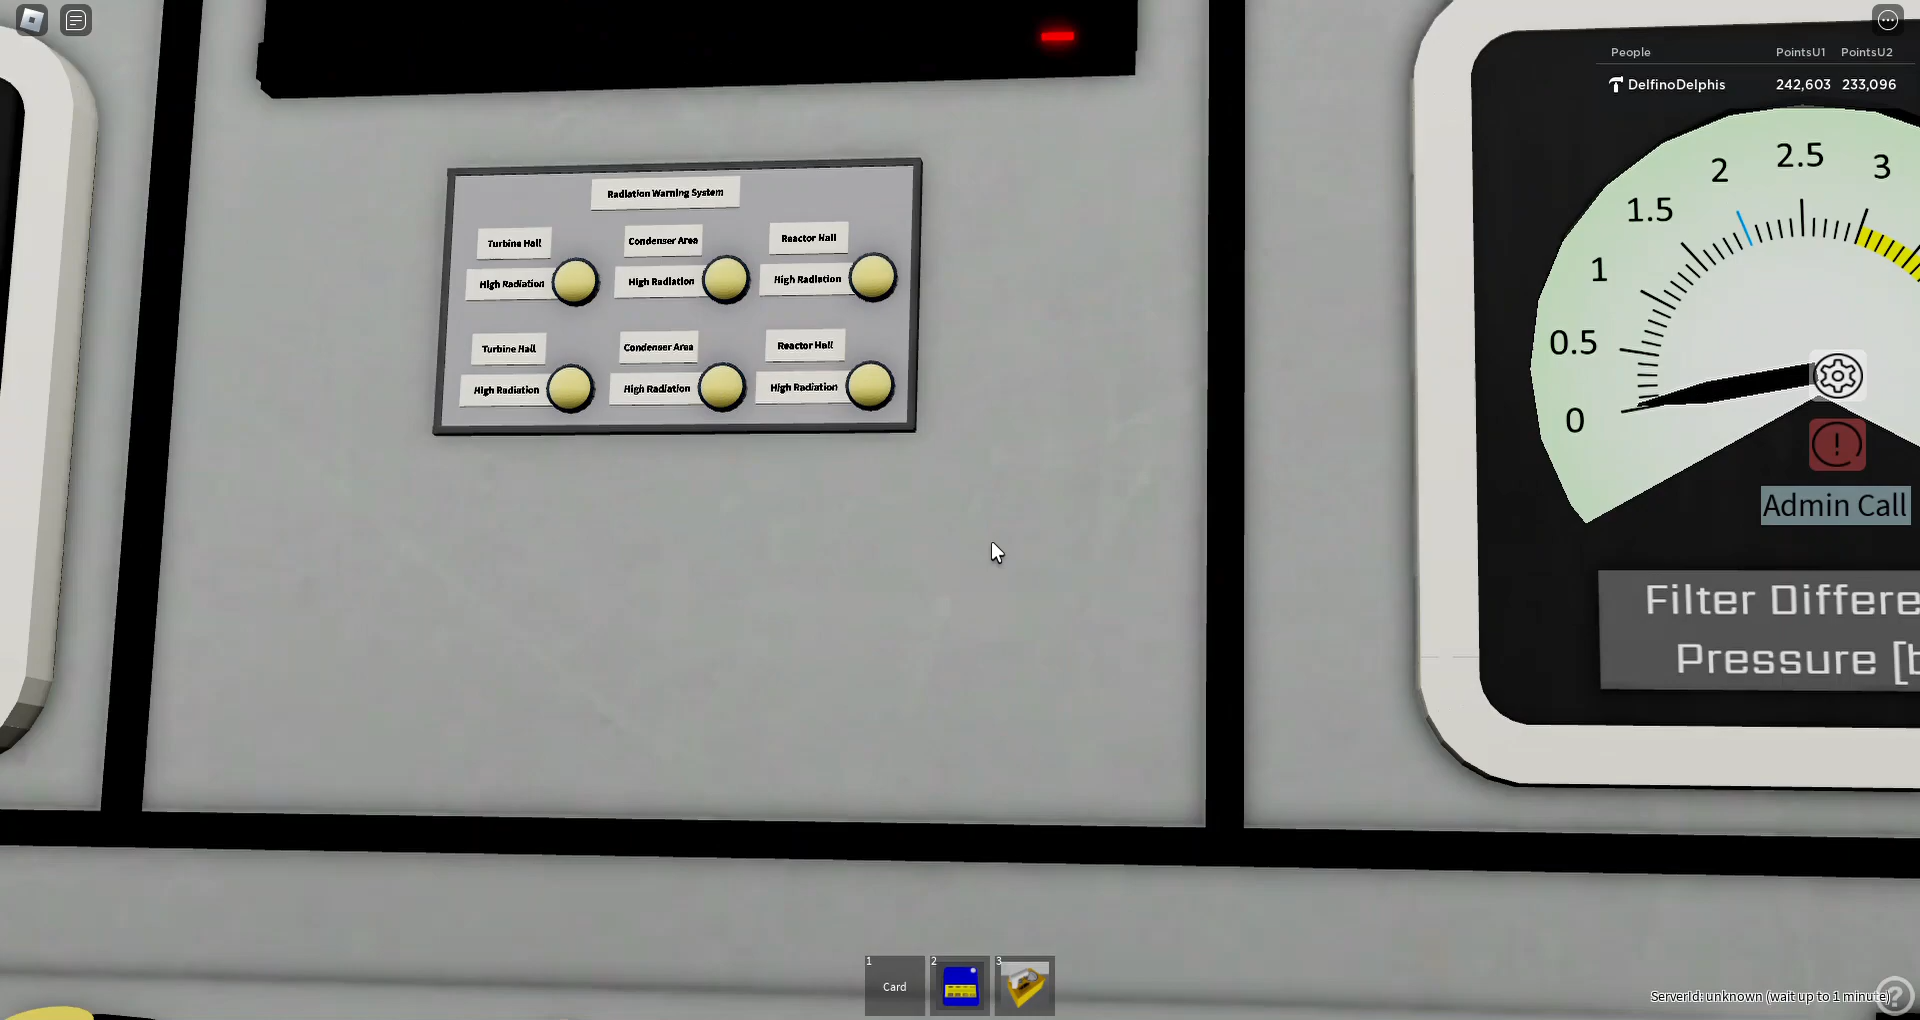 People PointsU1 PointsU2
DelfinoDelphis 242,603 233,096
Radiation Warning System
Turbine Hall Condenser Area Reactor Hall
High Radiation High Radiation High Radiation
Turbine Hall Condenser Area Reactor Hall
High Radiation High Radiation High Radiation
0 0.5 1 1.5 2 2.5 3
Admin Call
Filter Differe
Pressure [b
1 Card 2 3
ServerId: unknown (wait up to 1 minute)
?